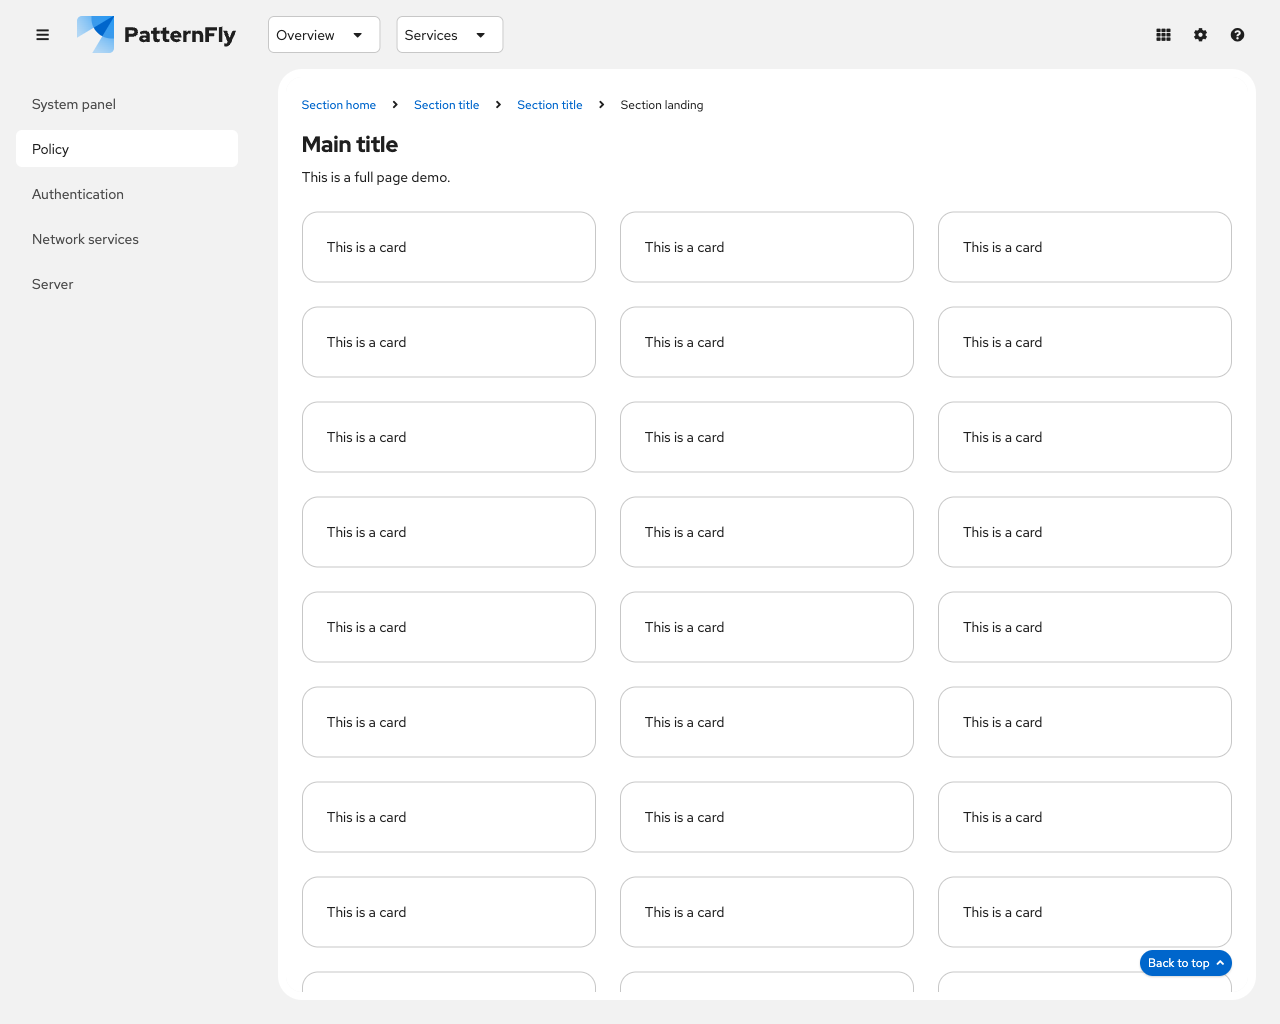 PatternFly Overview Services
System panel
Policy
Authentication
Network services
Server
Section home Section title Section title Section landing
Main title
This is a full page demo.
This is a card This is a card This is a card
This is a card This is a card This is a card
This is a card This is a card This is a card
This is a card This is a card This is a card
This is a card This is a card This is a card
This is a card This is a card This is a card
This is a card This is a card This is a card
This is a card This is a card This is a card
Back to top